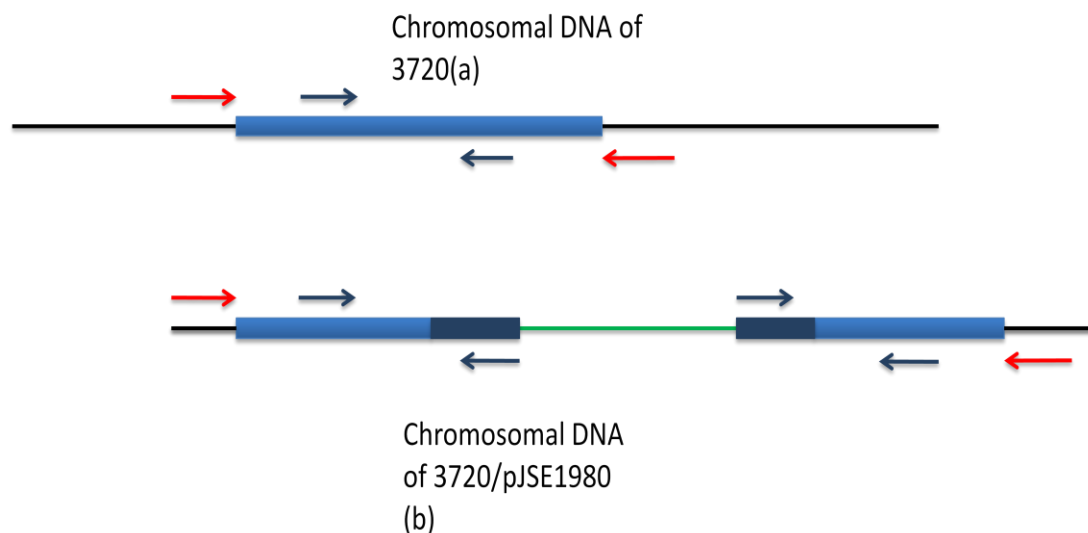 Chromosomal DNA of
3720(a)
Chromosomal DNA
of 3720/pJSE1980
(b)